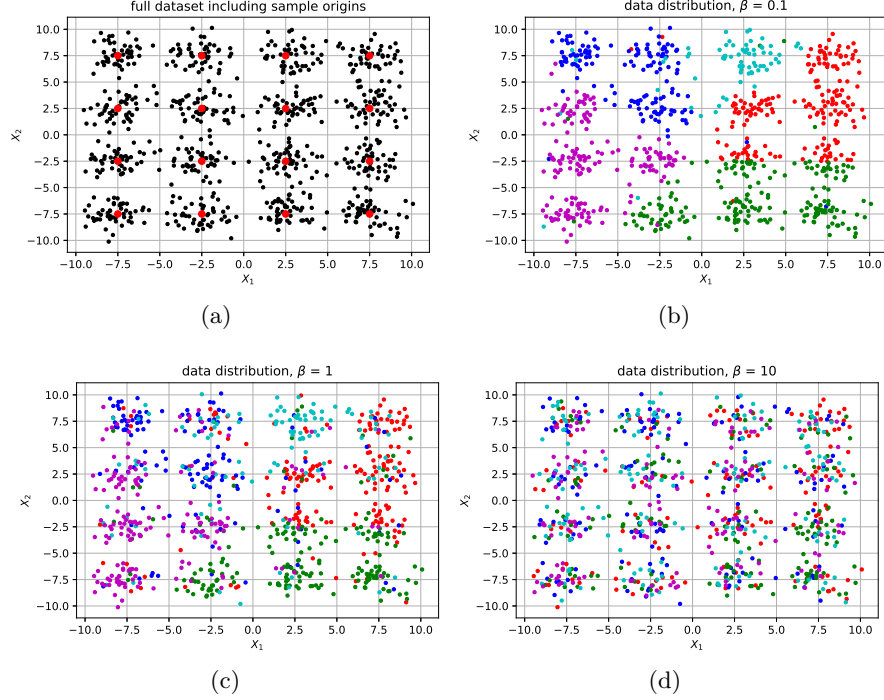 full dataset including sample origins
10.0
7.5
5.0
2.5
0.0
−2.5
−5.0
−7.5
−10.0
X2
−10.0 −7.5 −5.0 −2.5 0.0 2.5 5.0 7.5 10.0
X1
(a)
data distribution, β = 0.1
10.0
7.5
5.0
2.5
0.0
−2.5
−5.0
−7.5
−10.0
X2
−10.0 −7.5 −5.0 −2.5 0.0 2.5 5.0 7.5 10.0
X1
(b)
data distribution, β = 1
10.0
7.5
5.0
2.5
0.0
−2.5
−5.0
−7.5
−10.0
X2
−10.0 −7.5 −5.0 −2.5 0.0 2.5 5.0 7.5 10.0
X1
(c)
data distribution, β = 10
10.0
7.5
5.0
2.5
0.0
−2.5
−5.0
−7.5
−10.0
X2
−10.0 −7.5 −5.0 −2.5 0.0 2.5 5.0 7.5 10.0
X1
(d)